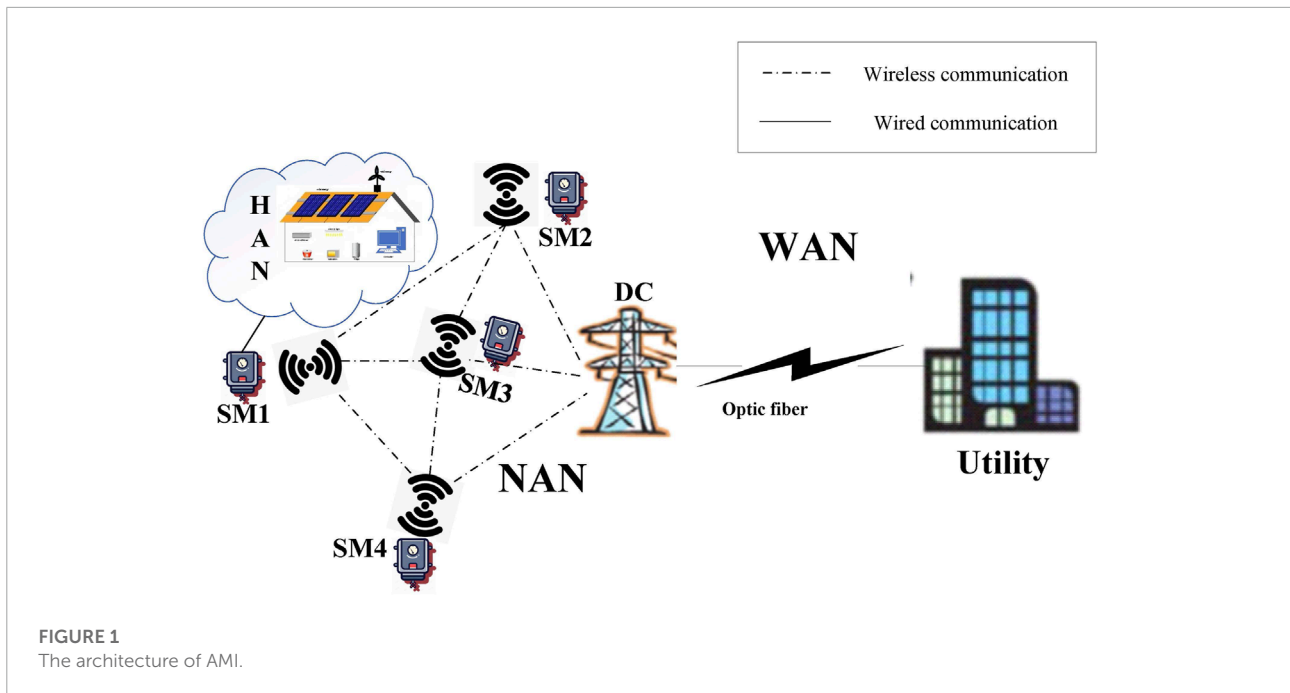 Wireless communication
Wired communication
H
A
N
SM2
WAN
DC
SM3
SM1
Optic fiber
NAN
Utility
SM4
FIGURE 1
The architecture of AMI.